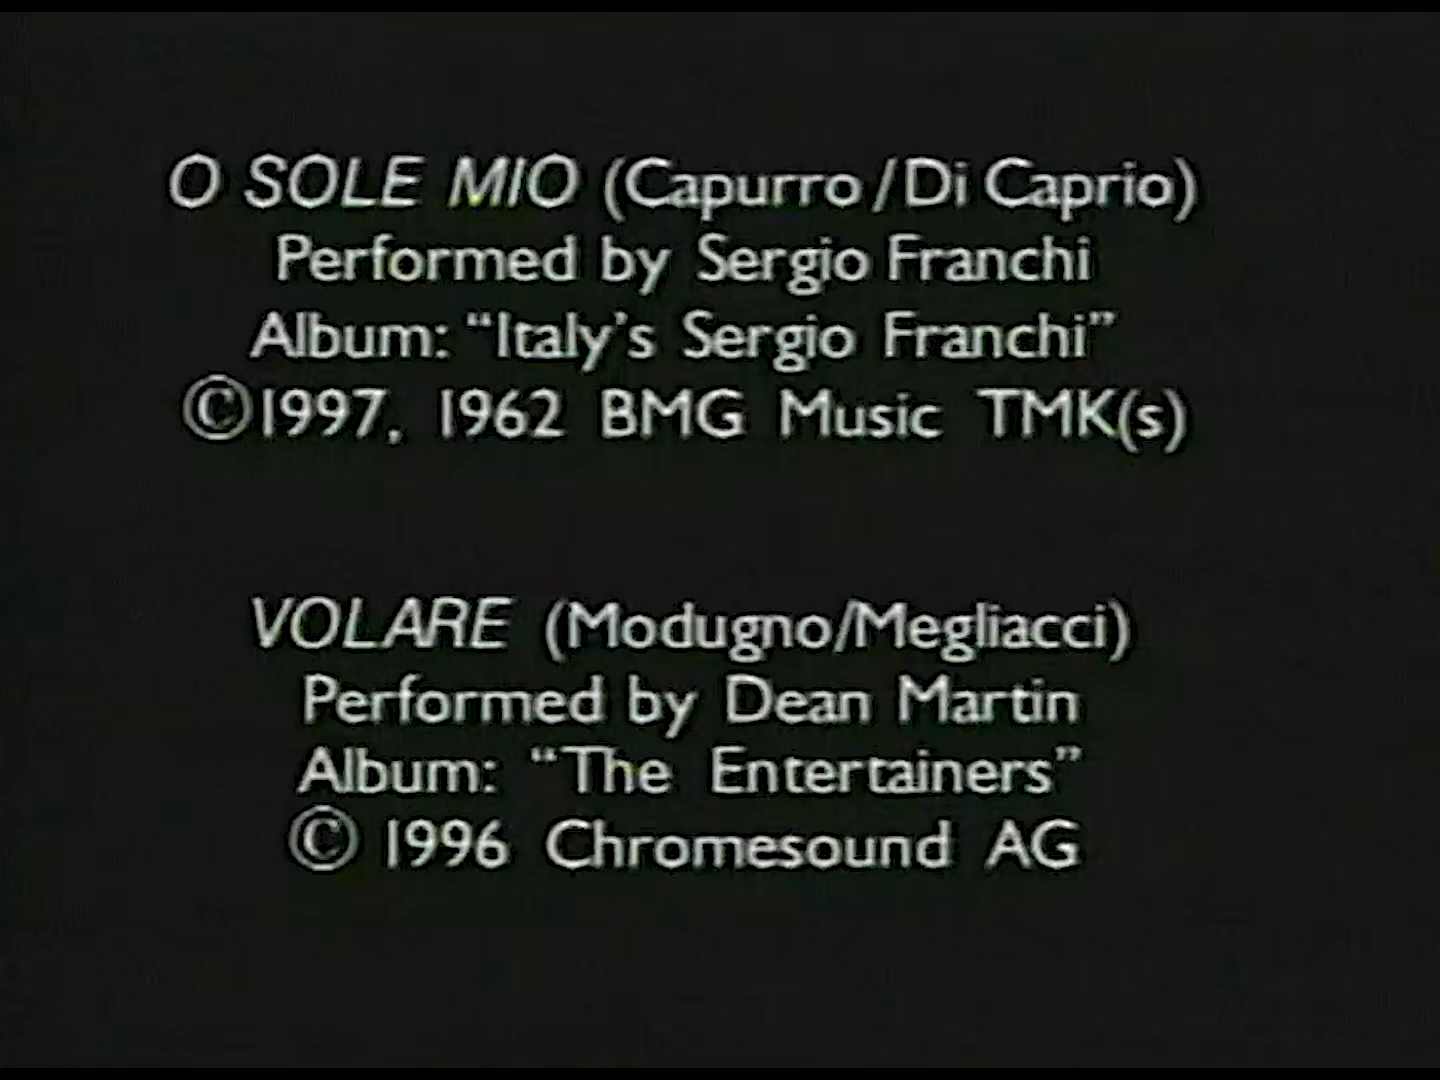 O SOLE MIO (Capurro/Di Caprio)
Performed by Sergio Franchi
Album: “Italy’s Sergio Franchi”
©1997, 1962 BMG Music TMK(s)
VOLARE (Modugno/Megliacci)
Performed by Dean Martin
Album: “The Entertainers”
© 1996 Chromesound AG